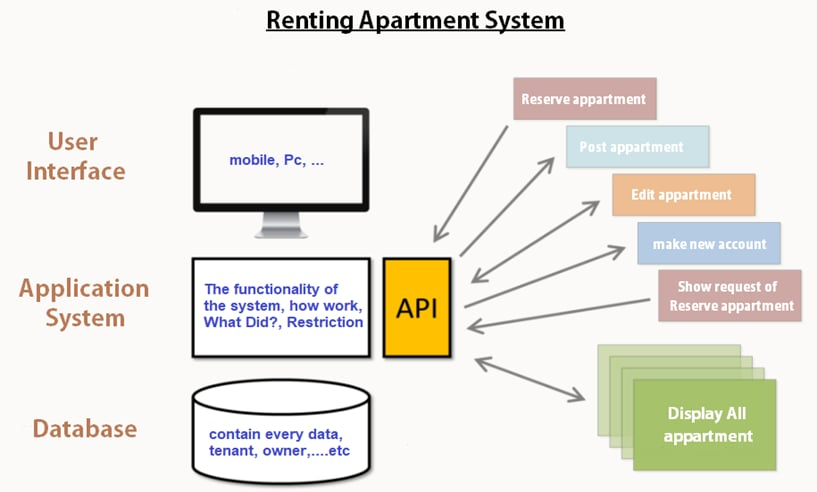 Renting Apartment System
User
Interface
mobile, Pc, ...
Application
System
The functionality of
the system, how work,
What Did?, Restriction
API
Database
contain every data,
tenant, owner,....etc
Reserve appartment
Post appartment
Edit appartment
make new account
Show request of
Reserve appartment
Display All
appartment